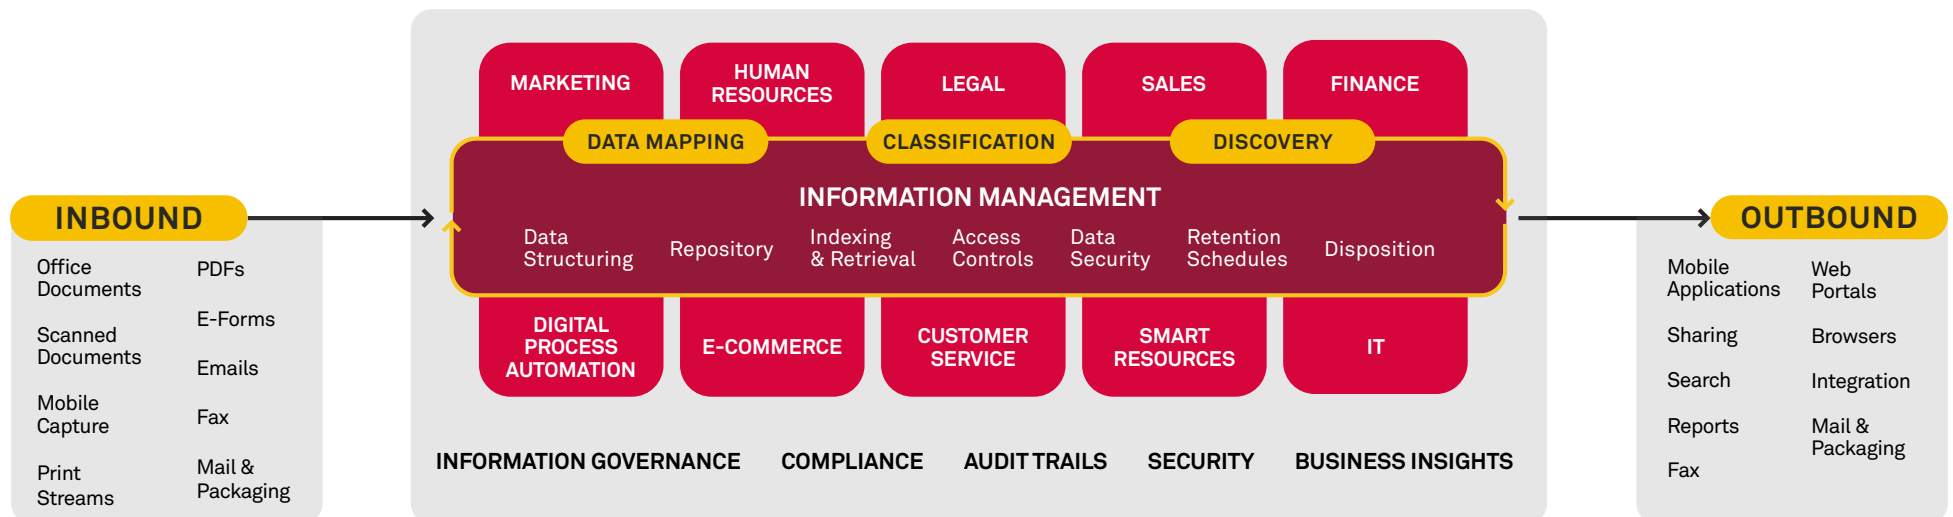 INBOUND
Office
Documents
Scanned
Documents
Mobile
Capture
Print
Streams
PDFs
E-Forms
Emails
Fax
Mail &
Packaging
MARKETING
HUMAN
RESOURCES
LEGAL
SALES
FINANCE
DATA MAPPING
CLASSIFICATION
DISCOVERY
INFORMATION MANAGEMENT
Data
Structuring
Repository
Indexing
& Retrieval
Access
Controls
Data
Security
Retention
Schedules
Disposition
DIGITAL
PROCESS
AUTOMATION
E-COMMERCE
CUSTOMER
SERVICE
SMART
RESOURCES
IT
INFORMATION GOVERNANCE
COMPLIANCE
AUDIT TRAILS
SECURITY
BUSINESS INSIGHTS
OUTBOUND
Mobile
Applications
Sharing
Search
Reports
Fax
Web
Portals
Browsers
Integration
Mail &
Packaging